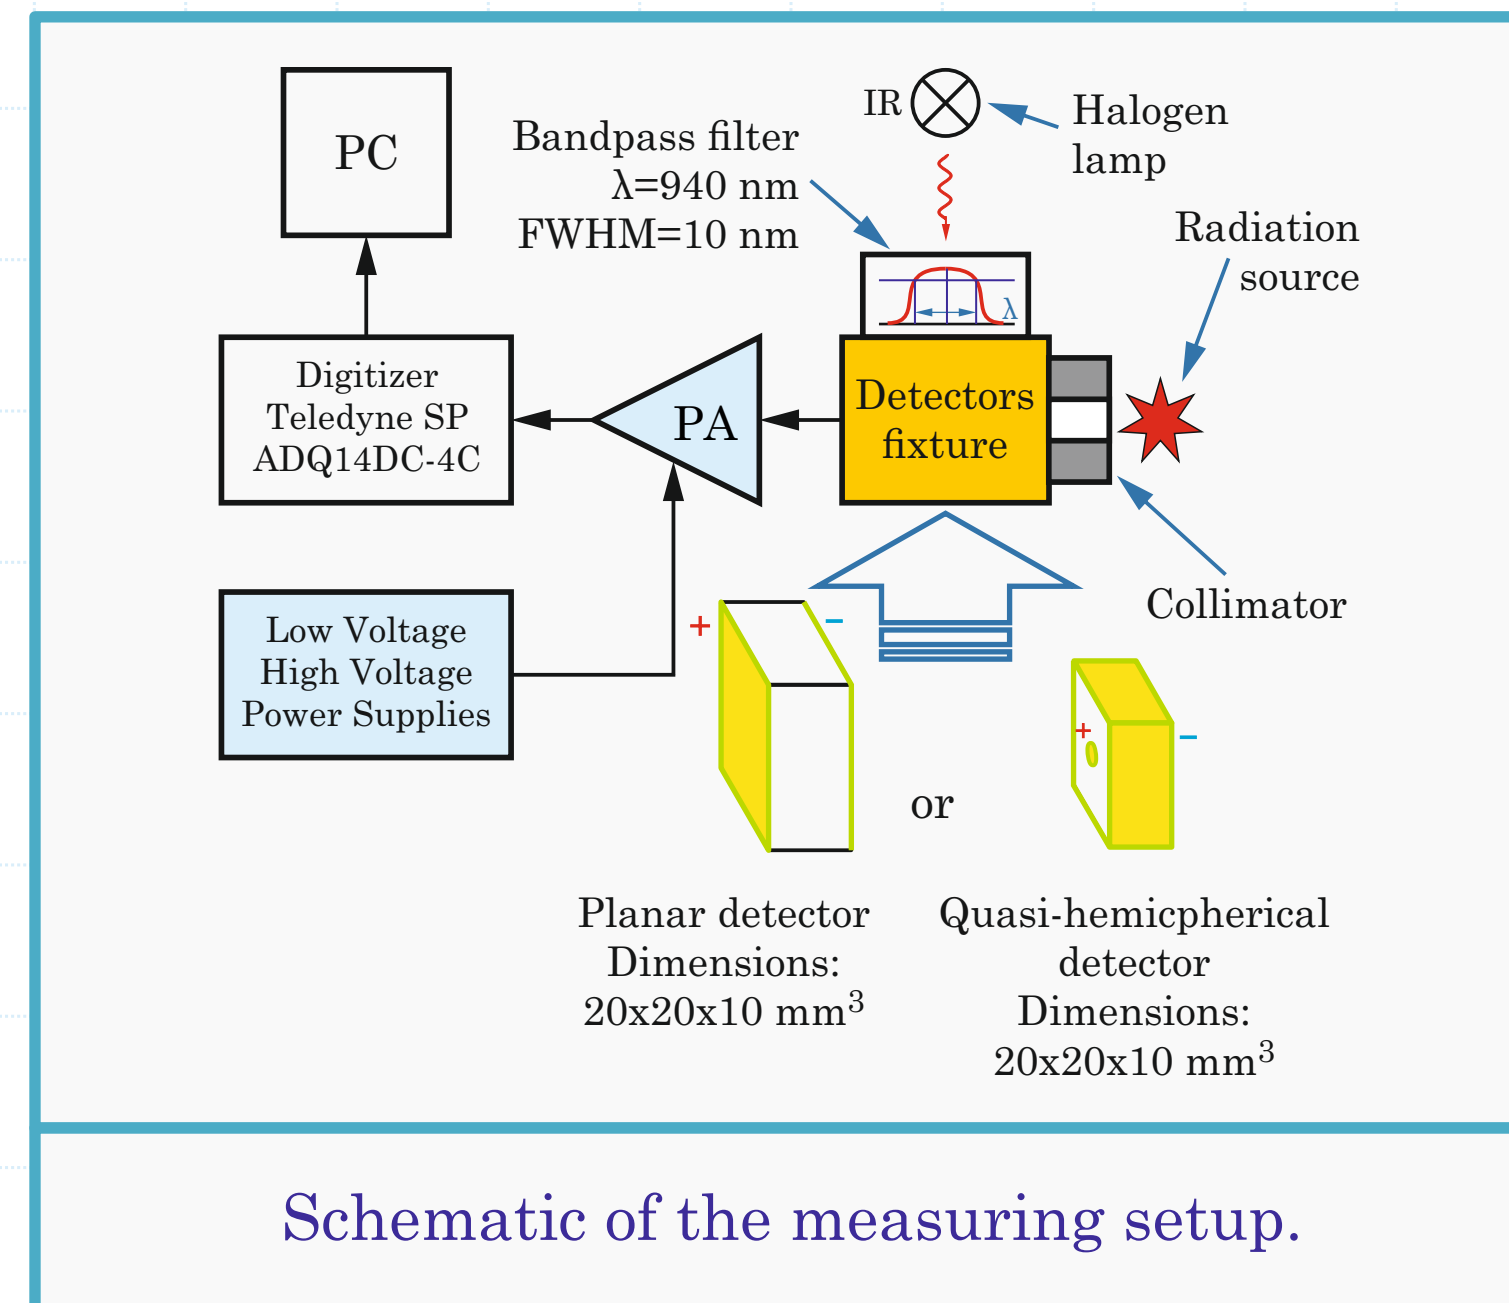 PC
IR
Halogen
lamp
Bandpass filter
λ=940 nm
FWHM=10 nm
Radiation
source
λ
Digitizer
Teledyne SP
ADQ14DC-4C
PA
Detectors
fixture
Collimator
Low Voltage
High Voltage
Power Supplies
+
−
+
−
or
Planar detector
Dimensions:
20x20x10 mm³
Quasi-hemicpherical
detector
Dimensions:
20x20x10 mm³
Schematic of the measuring setup.